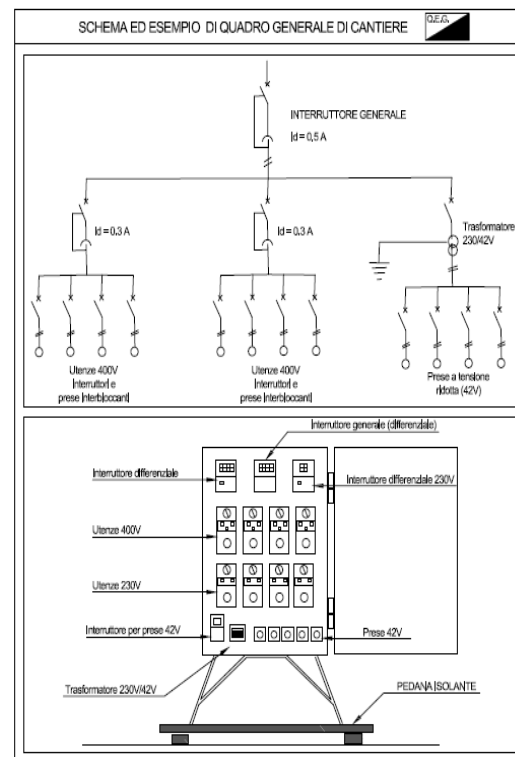 SCHEMA ED ESEMPIO DI QUADRO GENERALE DI CANTIERE
Q.E.G.
INTERRUTTORE GENERALE
Id = 0,5 A
Id = 0.3 A
Id = 0.3 A
Trasformatore
230/42V
Utenze 400V
Interruttori e
prese interbloccanti
Utenze 400V
Interruttori e
prese interbloccanti
Prese a tensione
ridotta (42V)
Interruttore generale (differenziale)
Interruttore differenziale
Interruttore differenziale 230V
Utenze 400V
Utenze 230V
Interruttore per prese 42V
Prese 42V
Trasformatore 230V/42V
PEDANA ISOLANTE